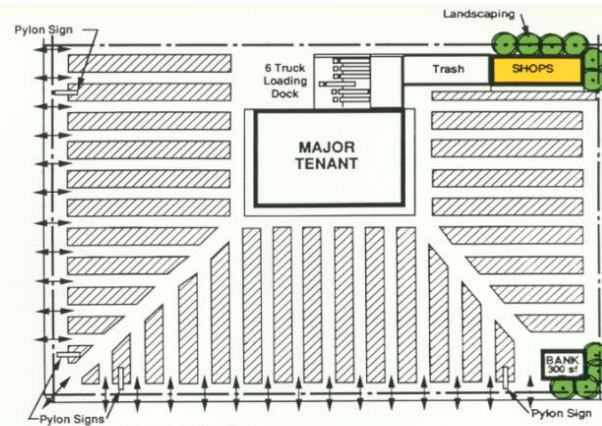 Landscaping
Pylon Sign
6 Truck
Loading
Dock
Trash
SHOPS
MAJOR
TENANT
BANK
300 sf
Pylon Signs
Pylon Sign